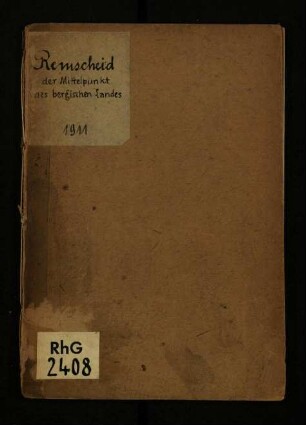 Remscheid
der Mittelpunkt
des bergischen Landes
1911
RhG
2408